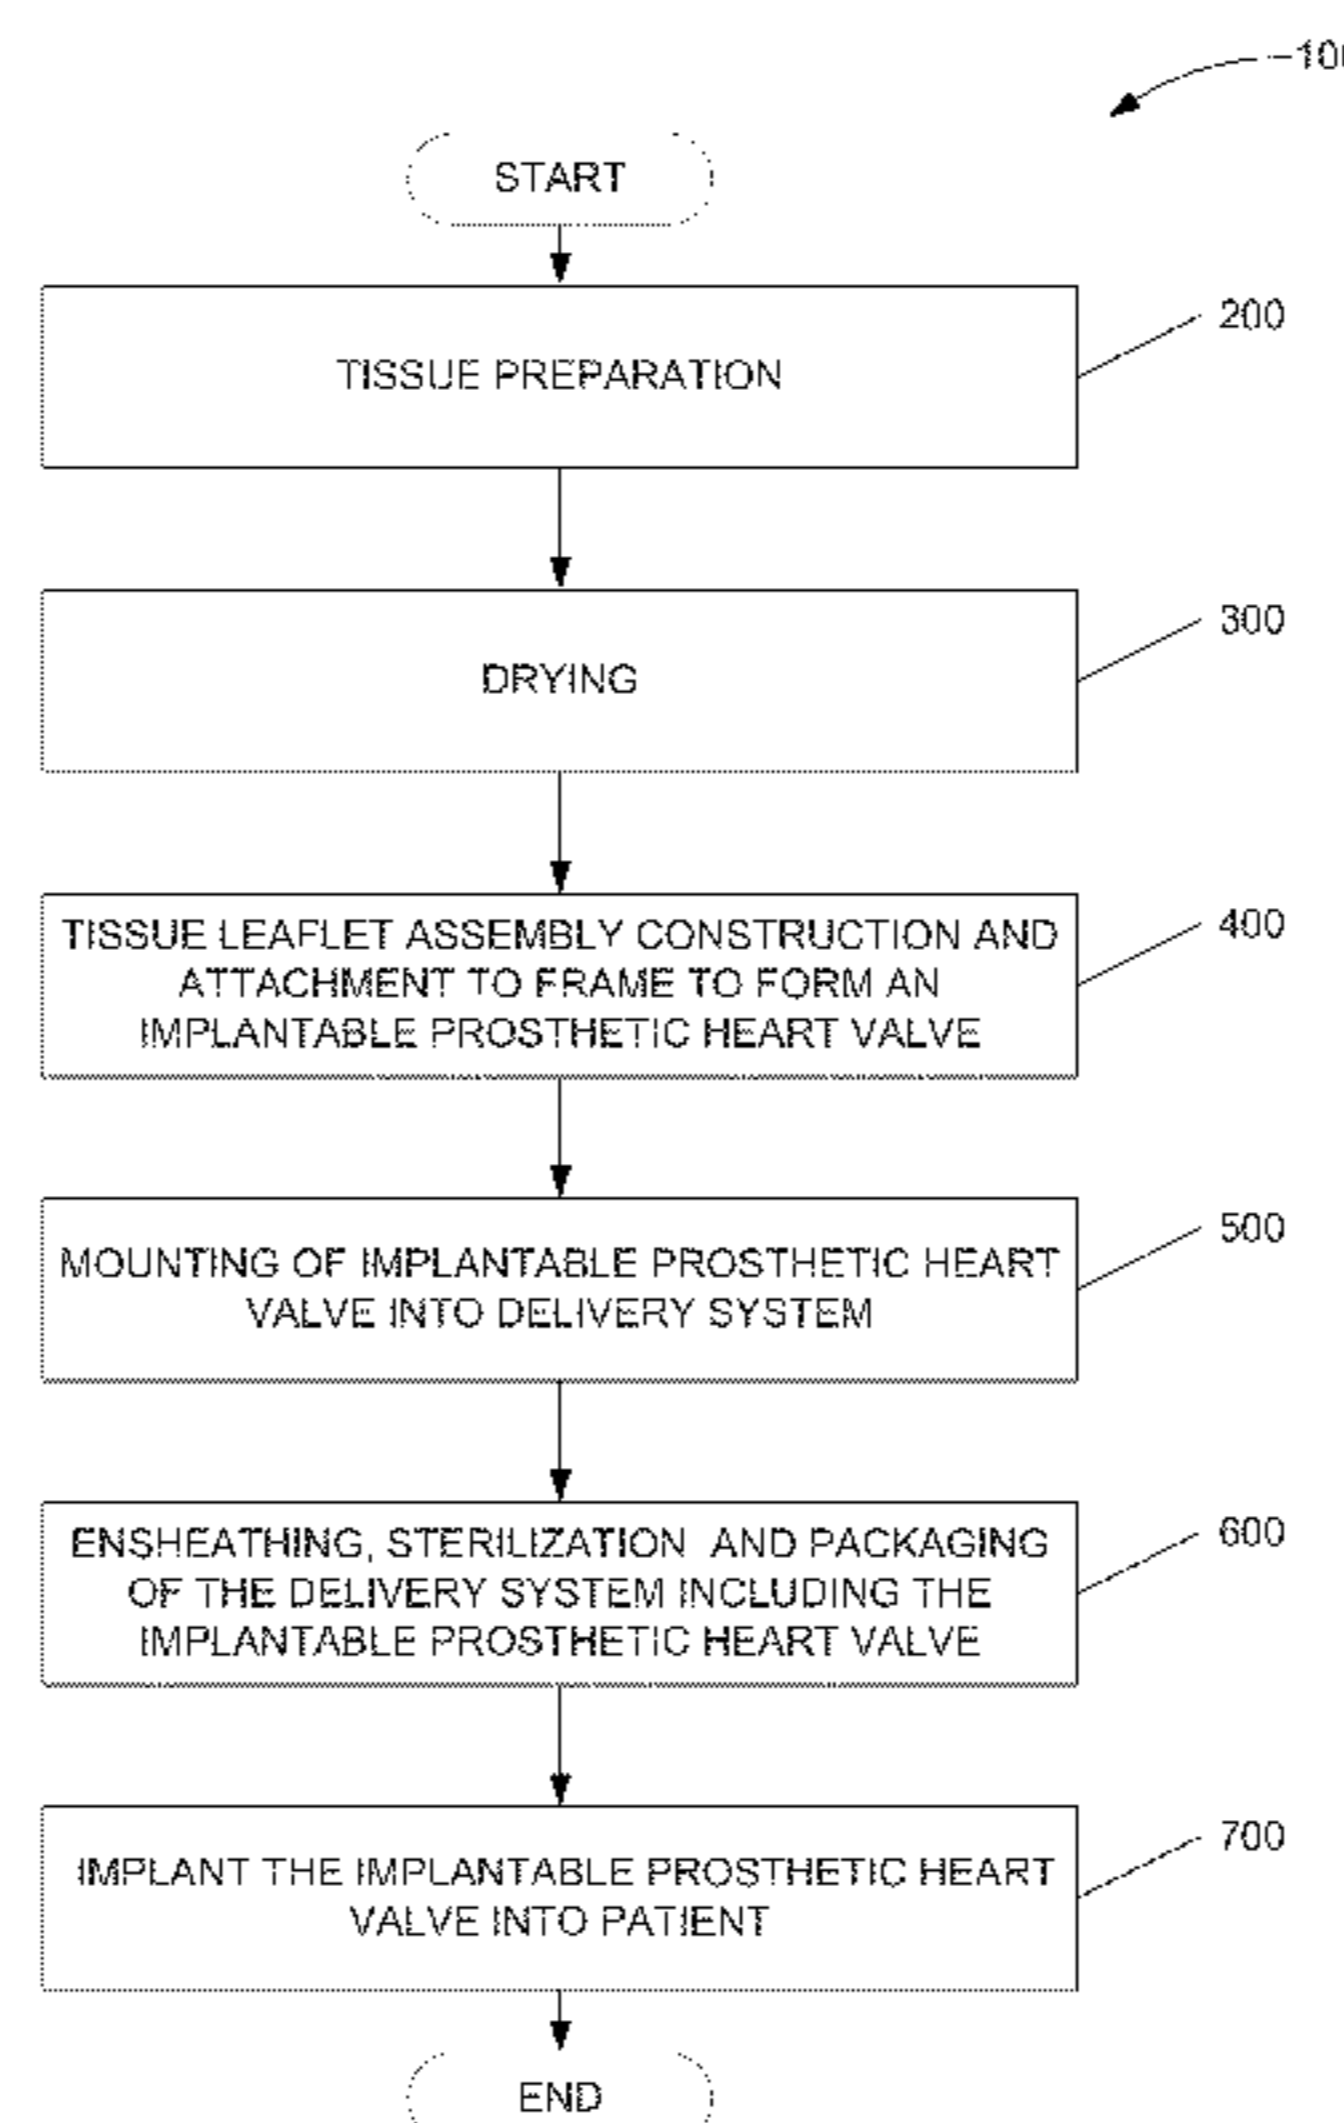 START
TISSUE PREPARATION
200
DRYING
300
TISSUE LEAFLET ASSEMBLY CONSTRUCTION AND
ATTACHMENT TO FRAME TO FORM AN
IMPLANTABLE PROSTHETIC HEART VALVE
400
MOUNTING OF IMPLANTABLE PROSTHETIC HEART
VALVE INTO DELIVERY SYSTEM
500
ENSHEATHING, STERILIZATION AND PACKAGING
OF THE DELIVERY SYSTEM INCLUDING THE
IMPLANTABLE PROSTHETIC HEART VALVE
600
IMPLANT THE IMPLANTABLE PROSTHETIC HEART
VALVE INTO PATIENT
700
END